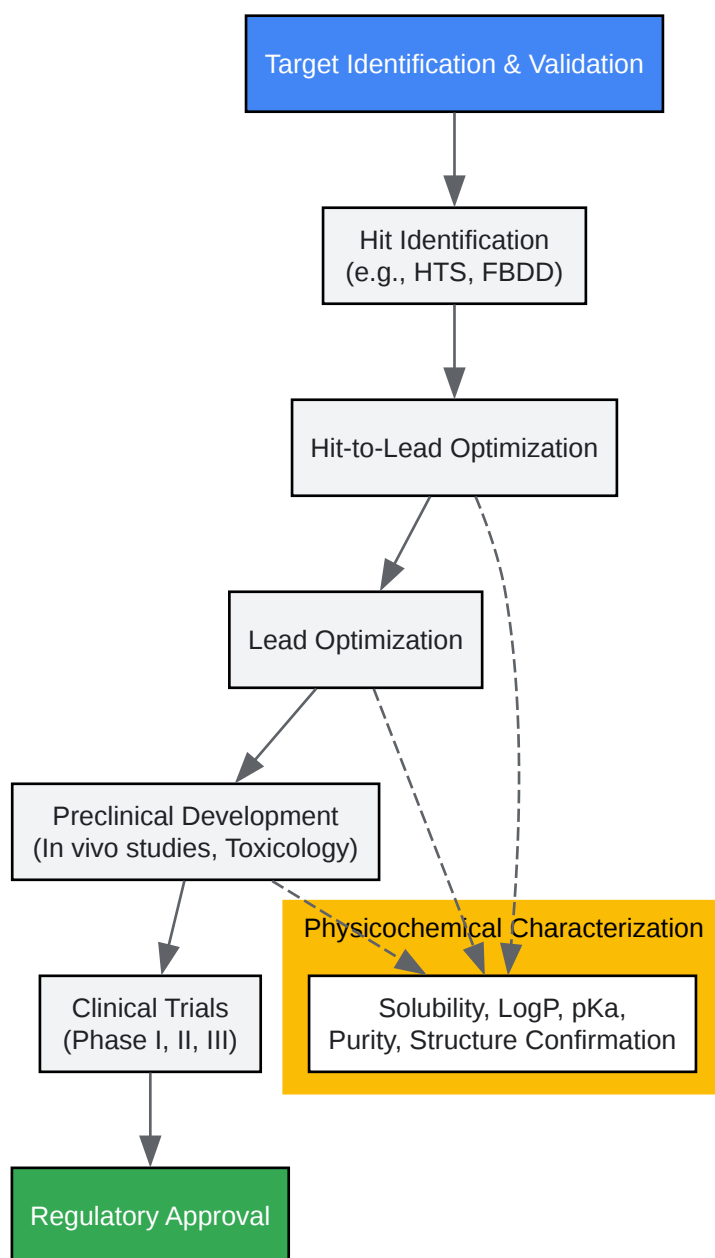 Target Identification & Validation
Hit Identification
(e.g., HTS, FBDD)
Hit-to-Lead Optimization
Lead Optimization
Preclinical Development
(In vivo studies, Toxicology)
Physicochemical Characterization
Solubility, LogP, pKa,
Purity, Structure Confirmation
Clinical Trials
(Phase I, II, III)
Regulatory Approval